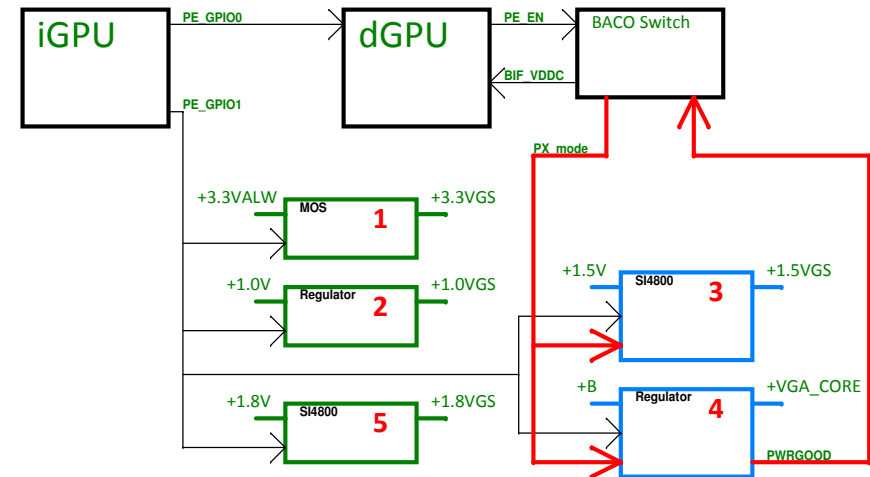 iGPU
PE_GPIO0
dGPU
PE_EN
BACO Switch
BIF_VDDC
PE_GPIO1
PX_mode
+3.3VALW
MOS
1
+3.3VGS
+1.0V
Regulator
2
+1.0VGS
+1.5V
SI4800
3
+1.5VGS
+1.8V
SI4800
5
+1.8VGS
+B
Regulator
4
+VGA_CORE
PWRGOOD